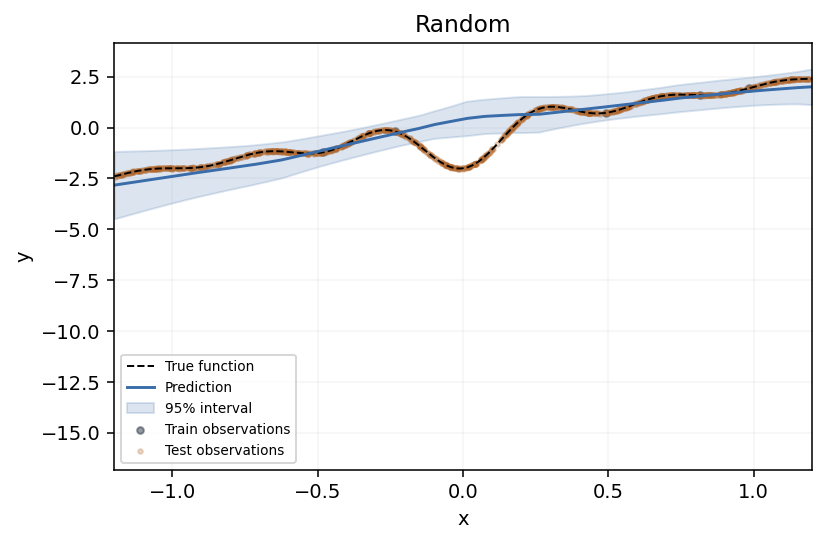 Random
2.5
0.0
−2.5
−5.0
−7.5
−10.0
−12.5
−15.0
y
True function
Prediction
95% interval
Train observations
Test observations
−1.0
−0.5
0.0
0.5
1.0
x